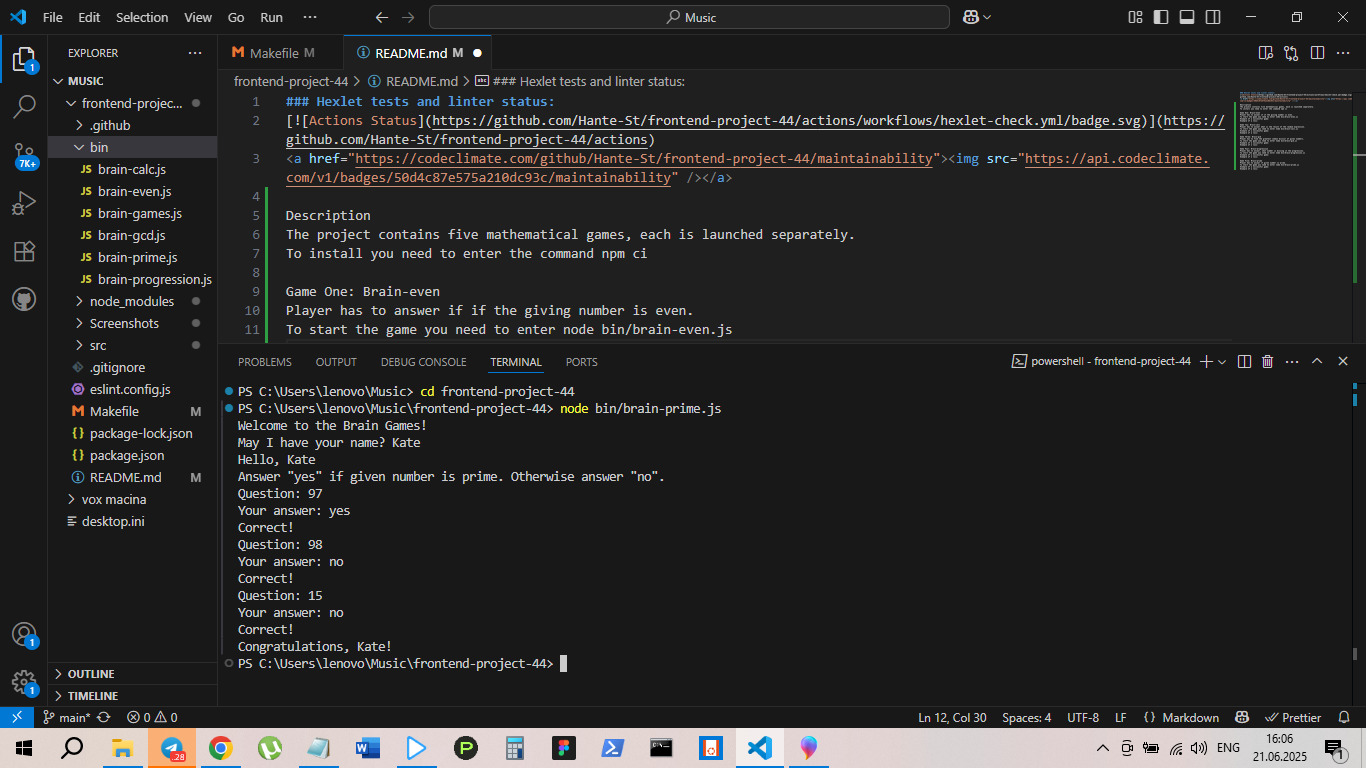 File Edit Selection View Go Run ··· Music
EXPLORER ···
MUSIC
frontend-projec...
.github
bin
JS brain-calc.js
JS brain-even.js
JS brain-games.js
JS brain-gcd.js
JS brain-prime.js
JS brain-progression.js
node_modules
Screenshots
src
.gitignore
eslint.config.js
Makefile M
package-lock.json
package.json
README.md M
vox macina
desktop.ini
OUTLINE
TIMELINE
1
7K+
1
1
Makefile M README.md M
frontend-project-44 > README.md > ### Hexlet tests and linter status:
1 ### Hexlet tests and linter status:
2 [![Actions Status](https://github.com/Hante-St/frontend-project-44/actions/workflows/hexlet-check.yml/badge.svg)](https://
github.com/Hante-St/frontend-project-44/actions)
3 <a href="https://codeclimate.com/github/Hante-St/frontend-project-44/maintainability"><img src="https://api.codeclimate.
com/v1/badges/50d4c87e575a210dc93c/maintainability" /></a>
4
5 Description
6 The project contains five mathematical games, each is launched separately.
7 To install you need to enter the command npm ci
8
9 Game One: Brain-even
10 Player has to answer if if the giving number is even.
11 To start the game you need to enter node bin/brain-even.js
PROBLEMS OUTPUT DEBUG CONSOLE TERMINAL PORTS powershell - frontend-project-44
PS C:\Users\lenovo\Music> cd frontend-project-44
PS C:\Users\lenovo\Music\frontend-project-44> node bin/brain-prime.js
Welcome to the Brain Games!
May I have your name? Kate
Hello, Kate
Answer "yes" if given number is prime. Otherwise answer "no".
Question: 97
Your answer: yes
Correct!
Question: 98
Your answer: no
Correct!
Question: 15
Your answer: no
Correct!
Congratulations, Kate!
PS C:\Users\lenovo\Music\frontend-project-44>
main* 0 0 Ln 12, Col 30 Spaces: 4 UTF-8 LF {} Markdown Prettier
.28 ENG 16:06
21.06.2025 1